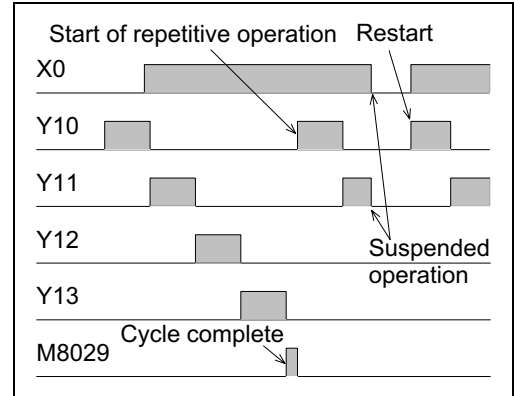 Start of repetitive operation Restart
X0
Y10
Y11
Y12
Suspended
operation
Y13
Cycle complete
M8029